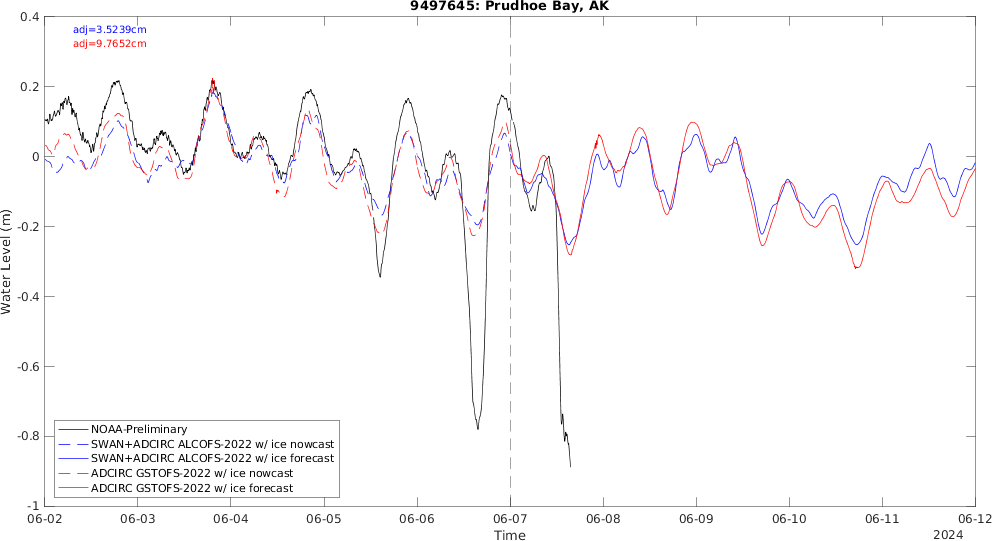 9497645: Prudhoe Bay, AK
adj=3.5239cm
adj=9.7652cm
0.4
0.2
0
-0.2
-0.4
-0.6
-0.8
-1
Water Level (m)
NOAA-Preliminary
SWAN+ADCIRC ALCOFS-2022 w/ ice nowcast
SWAN+ADCIRC ALCOFS-2022 w/ ice forecast
ADCIRC GSTOFS-2022 w/ ice nowcast
ADCIRC GSTOFS-2022 w/ ice forecast
06-02 06-03 06-04 06-05 06-06 06-07 06-08 06-09 06-10 06-11 06-12
Time
2024